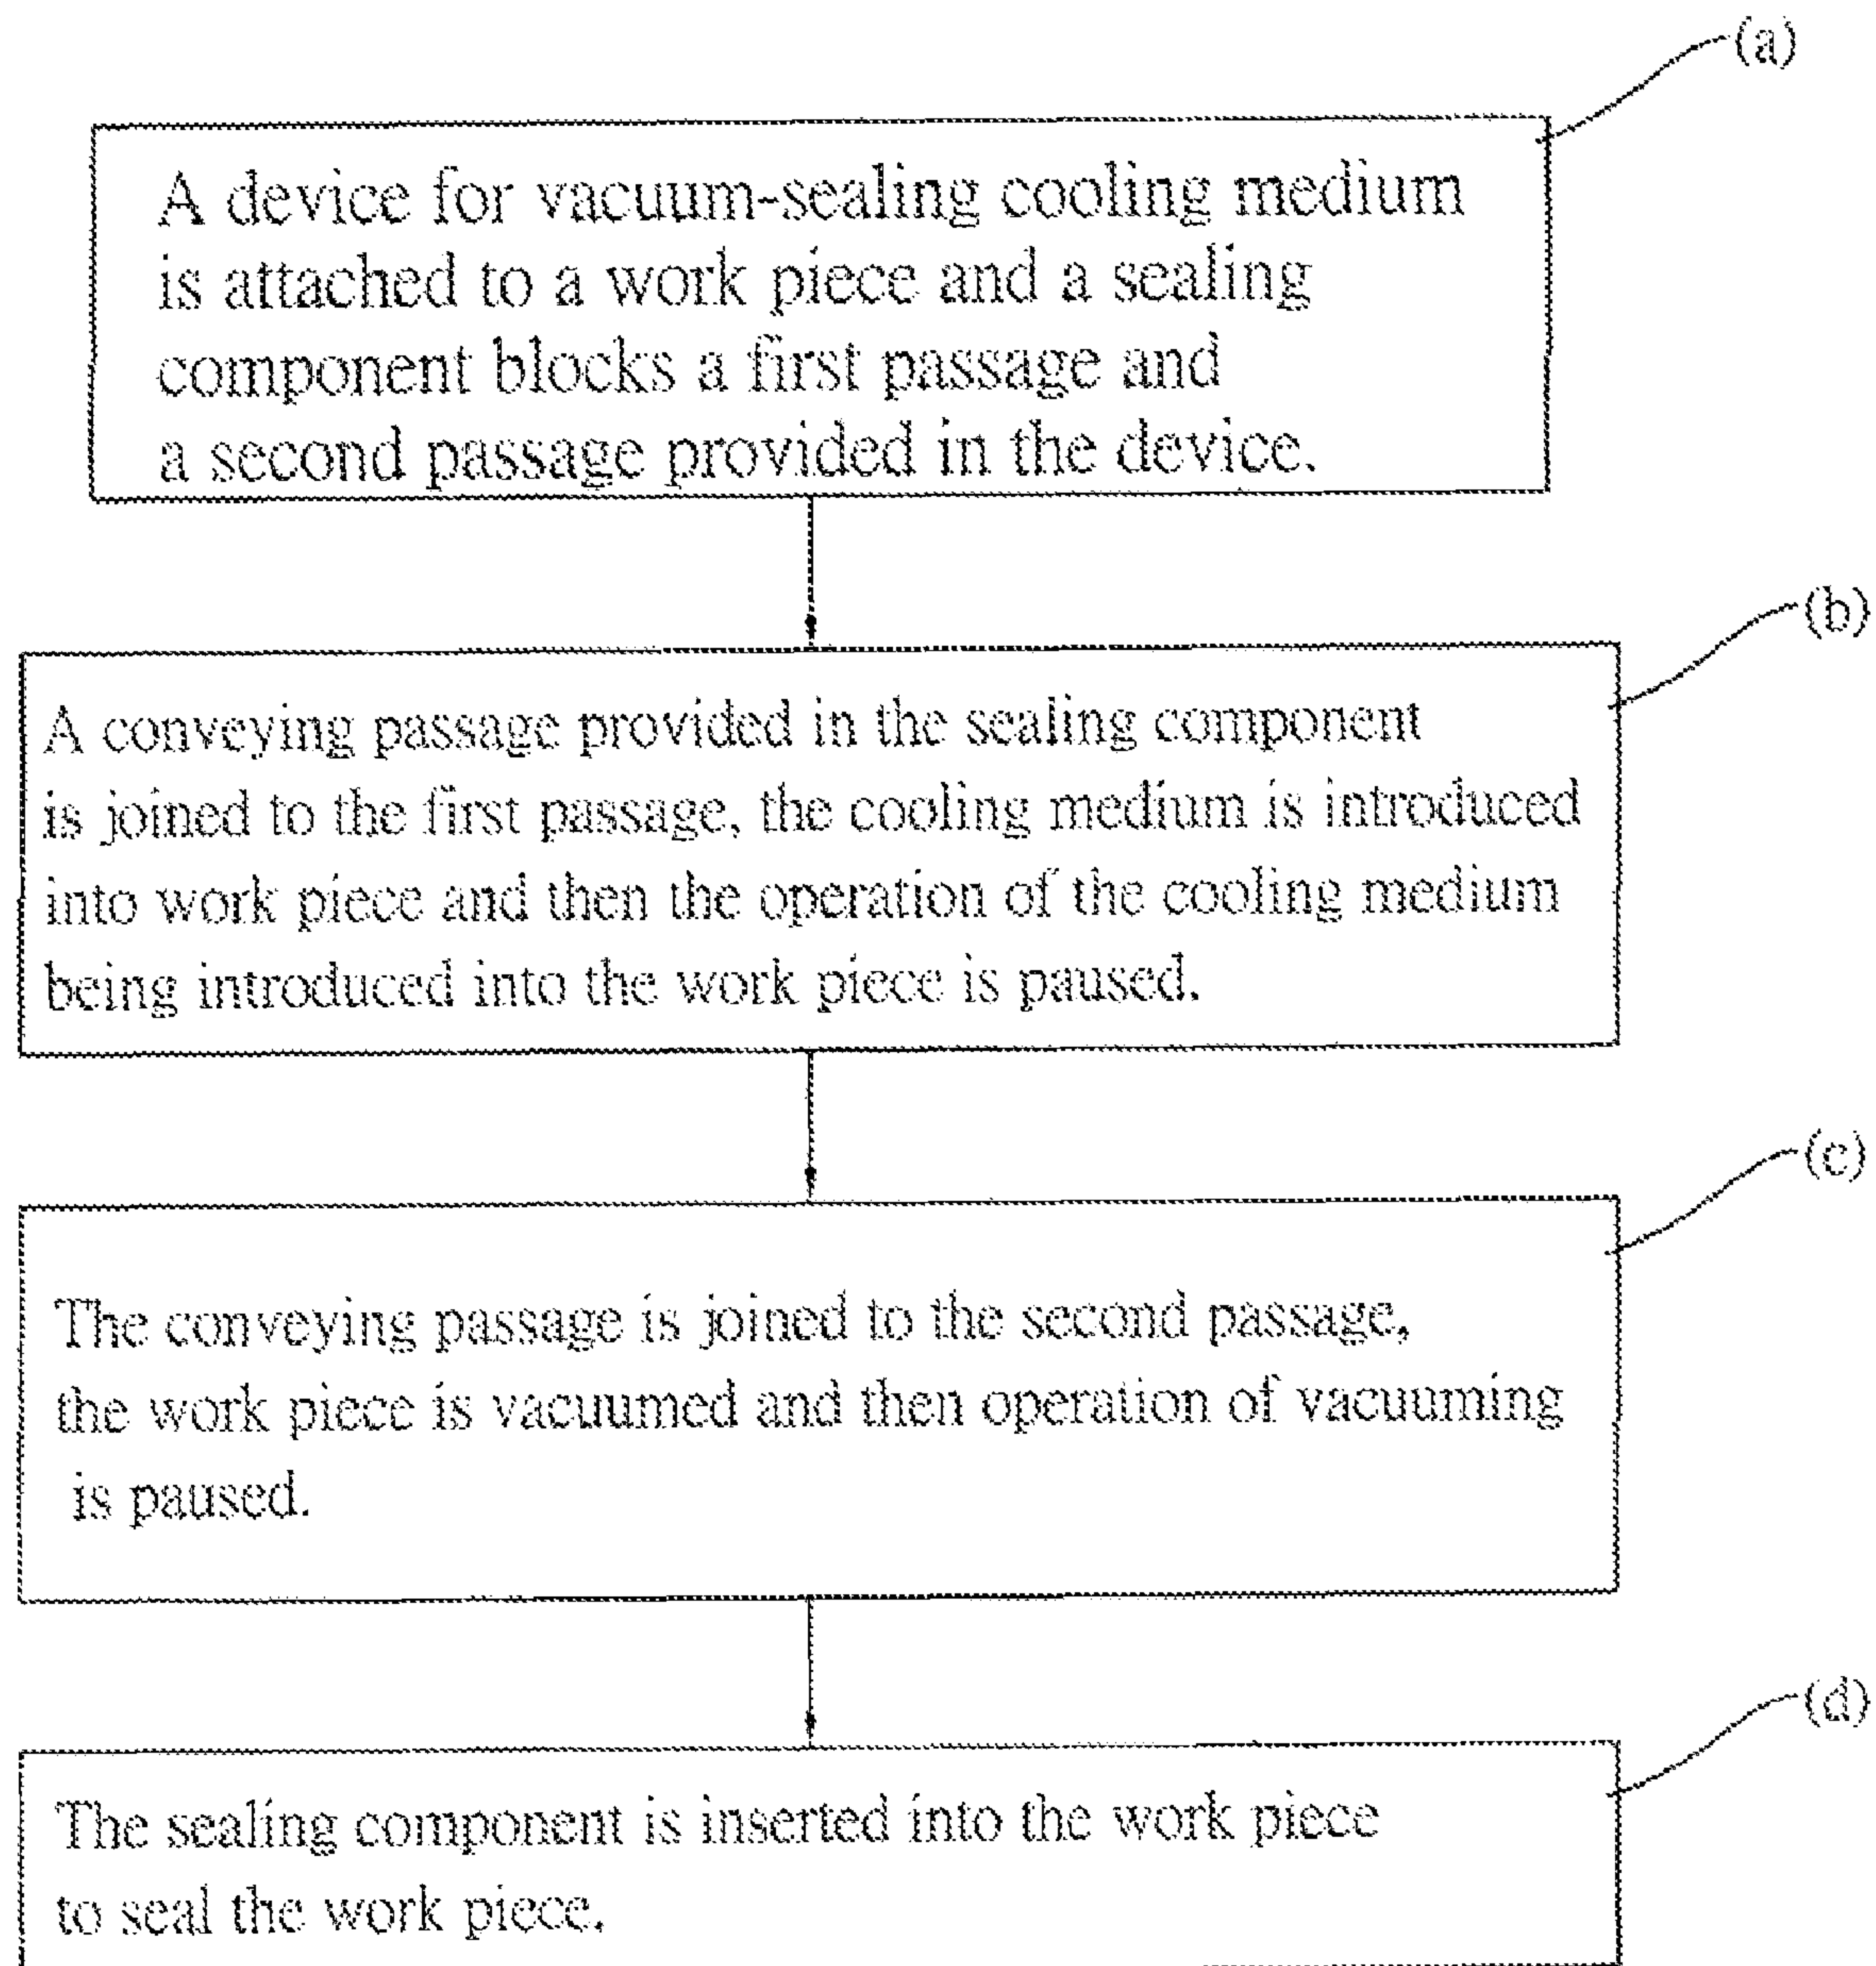 (a)
A device for vacuum-sealing cooling medium
is attached to a work piece and a sealing
component blocks a first passage and
a second passage provided in the device.
(b)
A conveying passage provided in the sealing component
is joined to the first passage, the cooling medium is introduced
into work piece and then the operation of the cooling medium
being introduced into the work piece is paused.
(c)
The conveying passage is joined to the second passage,
the work piece is vacuumed and then operation of vacuuming
is paused.
(d)
The sealing component is inserted into the work piece
to seal the work piece.